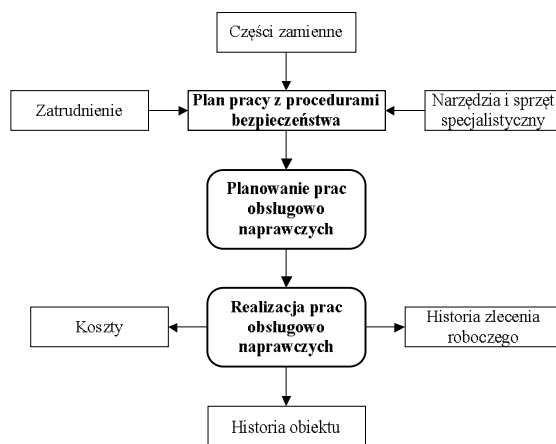 Części zamienne
Zatrudnienie
Plan pracy z procedurami
bezpieczeństwa
Narzędzia i sprzęt
specjalistyczny
Planowanie prac
obsługowo
naprawczych
Koszty
Realizacja prac
obsługowo
naprawczych
Historia zlecenia
roboczego
Historia obiektu